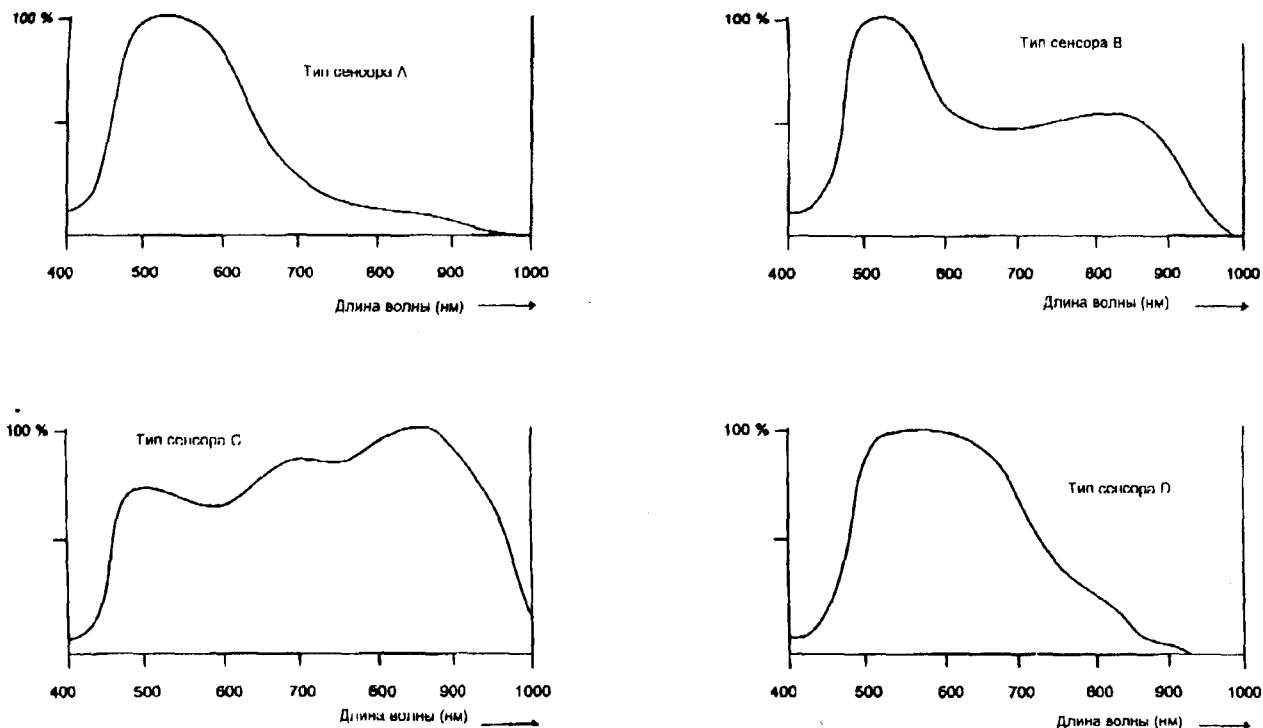 100 %
Тип сенсора A
400 500 600 700 800 900 1000
Длина волны (нм)
100 %
Тип сенсора B
400 500 600 700 800 900 1000
Длина волны (нм)
100 %
Тип сенсора C
400 500 600 700 800 900 1000
Длина волны (нм)
100 %
Тип сенсора D
400 500 600 700 800 900 1000
Длина волны (нм)